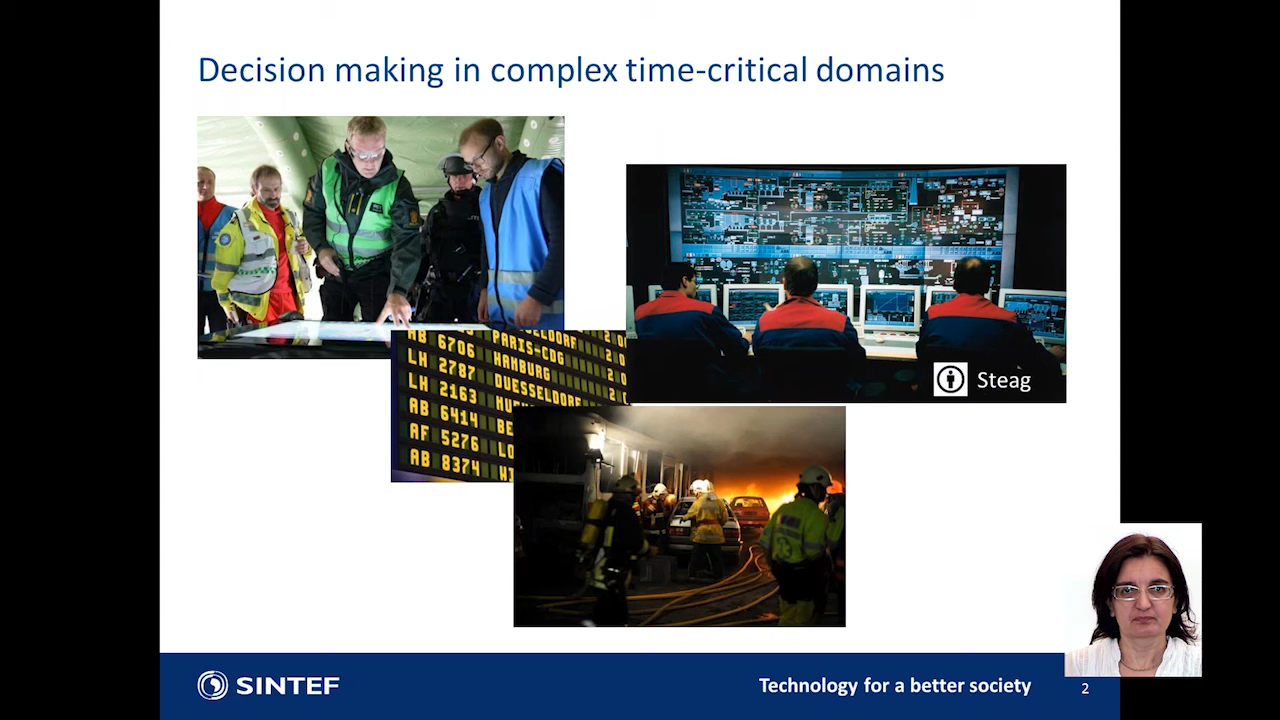 Decision making in complex time-critical domains
AB 6706 PARIS-CDG
LH 2787 HAMBURG
LH 2163 DUESSELDORF
AB 6414
AF 5276
AB 8374
Steag
SINTEF
Technology for a better society
2